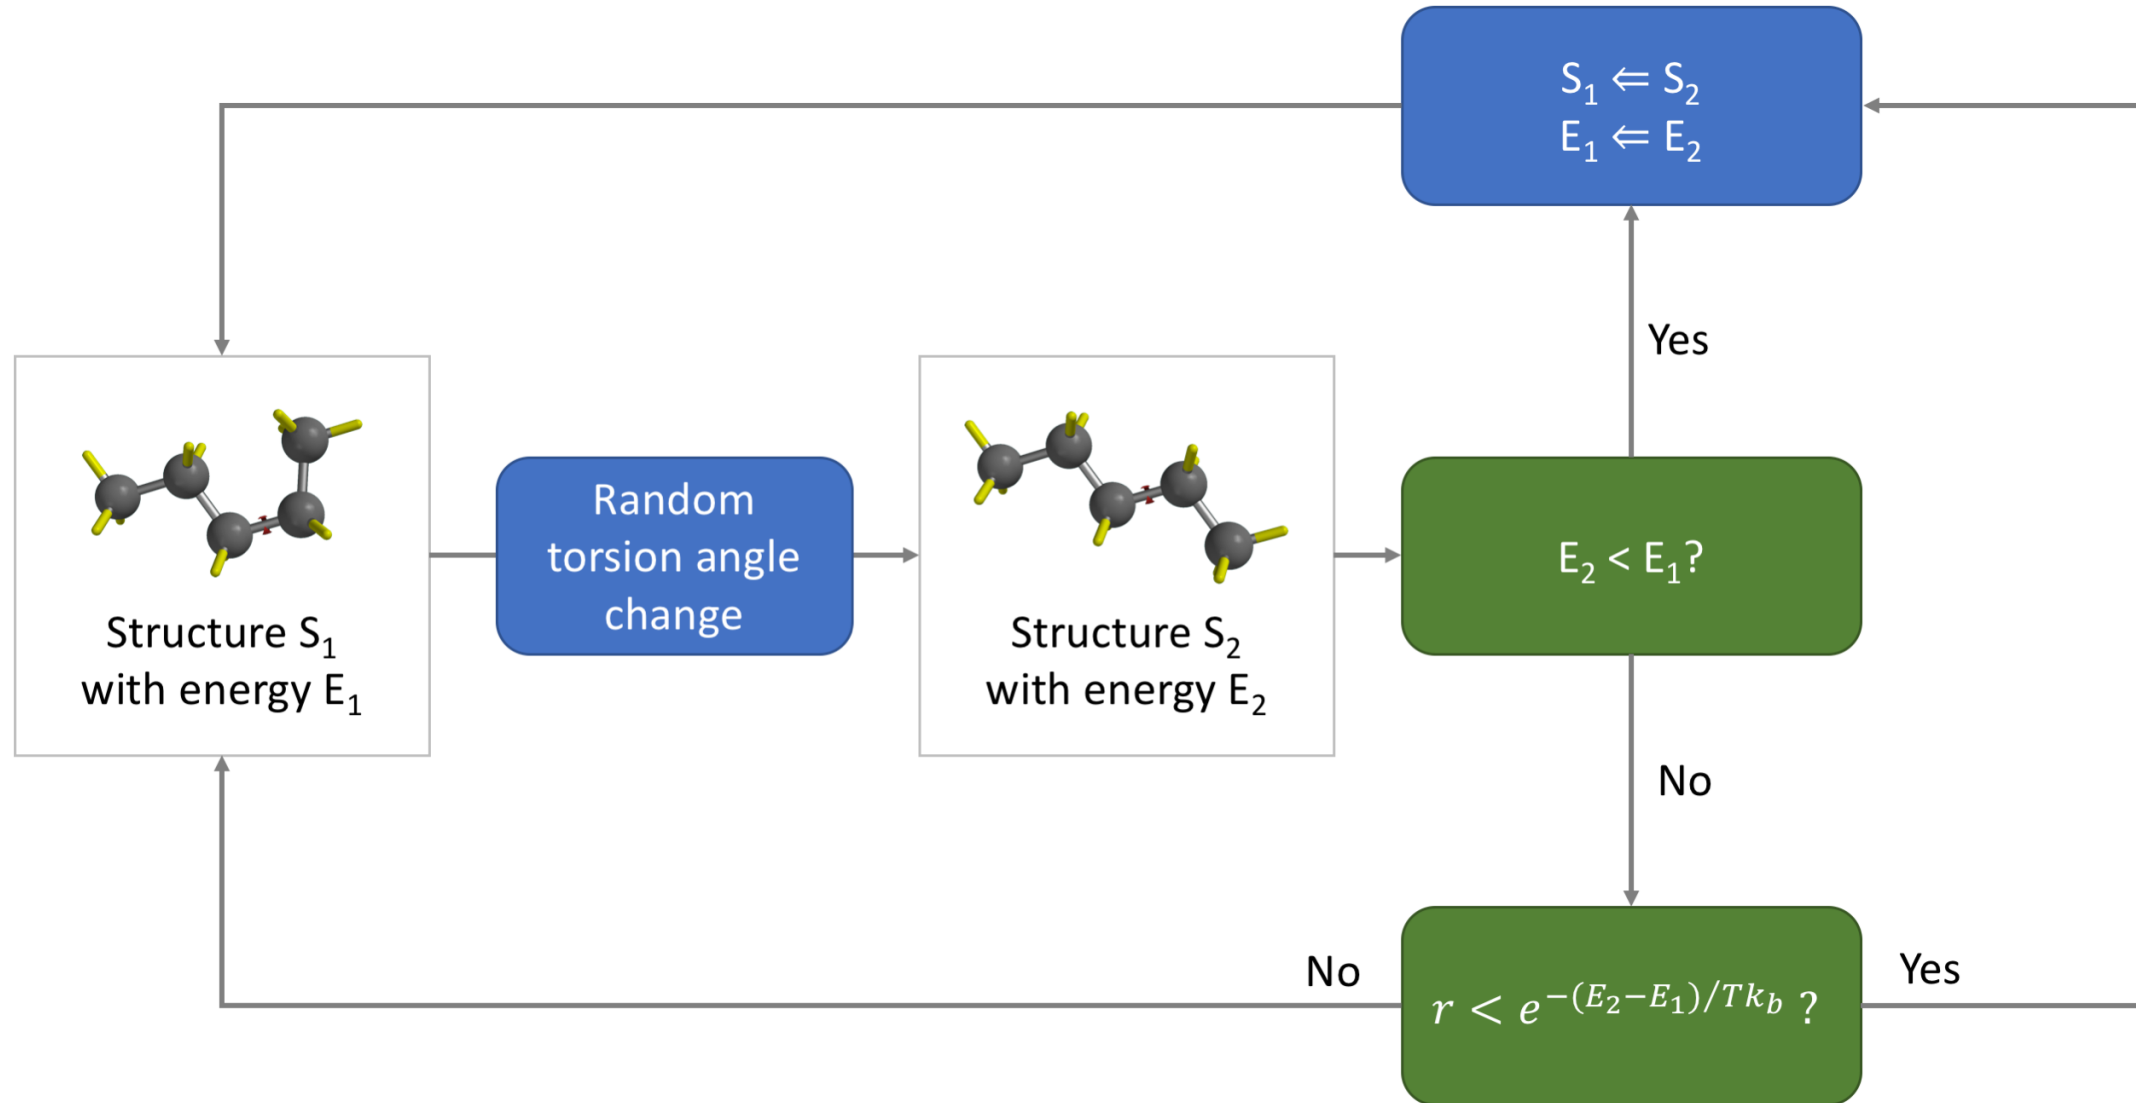 S₁ ⇐ S₂
E₁ ⇐ E₂
Yes
Structure S₁
with energy E₁
Random
torsion angle
change
Structure S₂
with energy E₂
E₂ < E₁?
No
No
r < e^{-(E₂-E₁)/Tk_b} ?
Yes